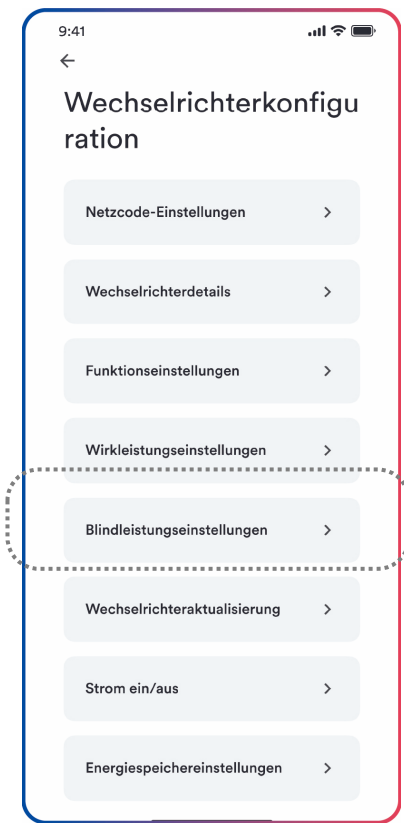 9:41
Wechselrichterkonfigu
ration
Netzcode-Einstellungen
Wechselrichterdetails
Funktionseinstellungen
Wirkleistungseinstellungen
Blindleistungseinstellungen
Wechselrichteraktualisierung
Strom ein/aus
Energiespeichereinstellungen